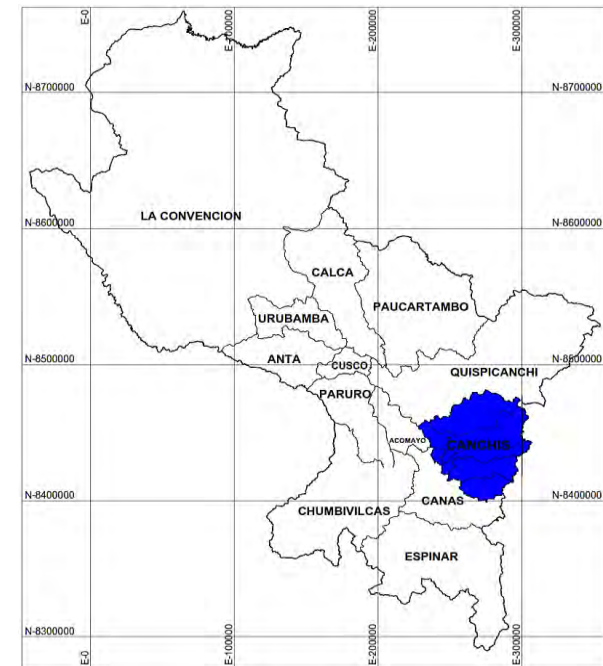 E-0
E-100000
E-200000
E-300000
N-8700000
N-8700000
N-8600000
N-8600000
LA CONVENCION
CALCA
PAUCARTAMBO
URUBAMBA
ANTA
CUSCO
N-8500000
N-8500000
QUISPICANCHI
PARURO
ACOMAYO
CANCHIS
N-8400000
N-8400000
CANAS
CHUMBIVILCAS
ESPINAR
N-8300000
N-8300000
E-0
E-100000
E-200000
E-300000